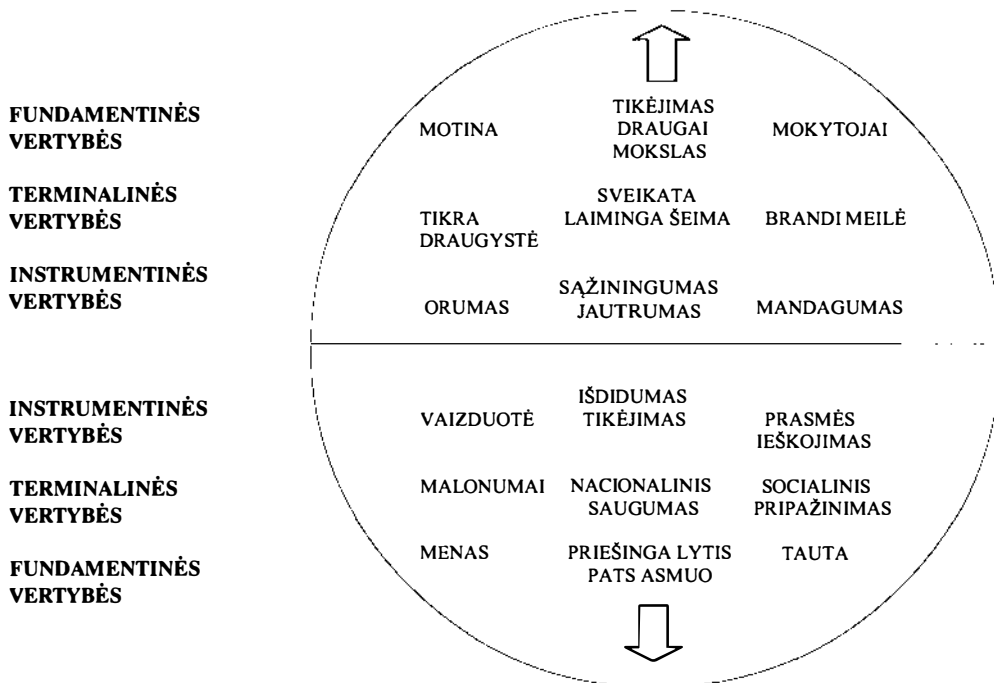 FUNDAMENTINĖS
VERTYBĖS
MOTINA
TIKĖJIMAS
DRAUGAI
MOKSLAS
MOKYTOJAI
TERMINALINĖS
VERTYBĖS
TIKRA
DRAUGYSTĖ
SVEIKATA
LAIMINGA ŠEIMA
BRANDI MEILĖ
INSTRUMENTINĖS
VERTYBĖS
ORUMAS
SĄŽININGUMAS
JAUTRUMAS
MANDAGUMAS
INSTRUMENTINĖS
VERTYBĖS
VAIZDUOTĖ
IŠDIDUMAS
TIKĖJIMAS
PRASMĖS
IEŠKOJIMAS
TERMINALINĖS
VERTYBĖS
MALONUMAI
NACIONALINIS
SAUGUMAS
SOCIALINIS
PRIPAŽINIMAS
FUNDAMENTINĖS
VERTYBĖS
MENAS
PRIEŠINGA LYTIS
PATS ASMUO
TAUTA